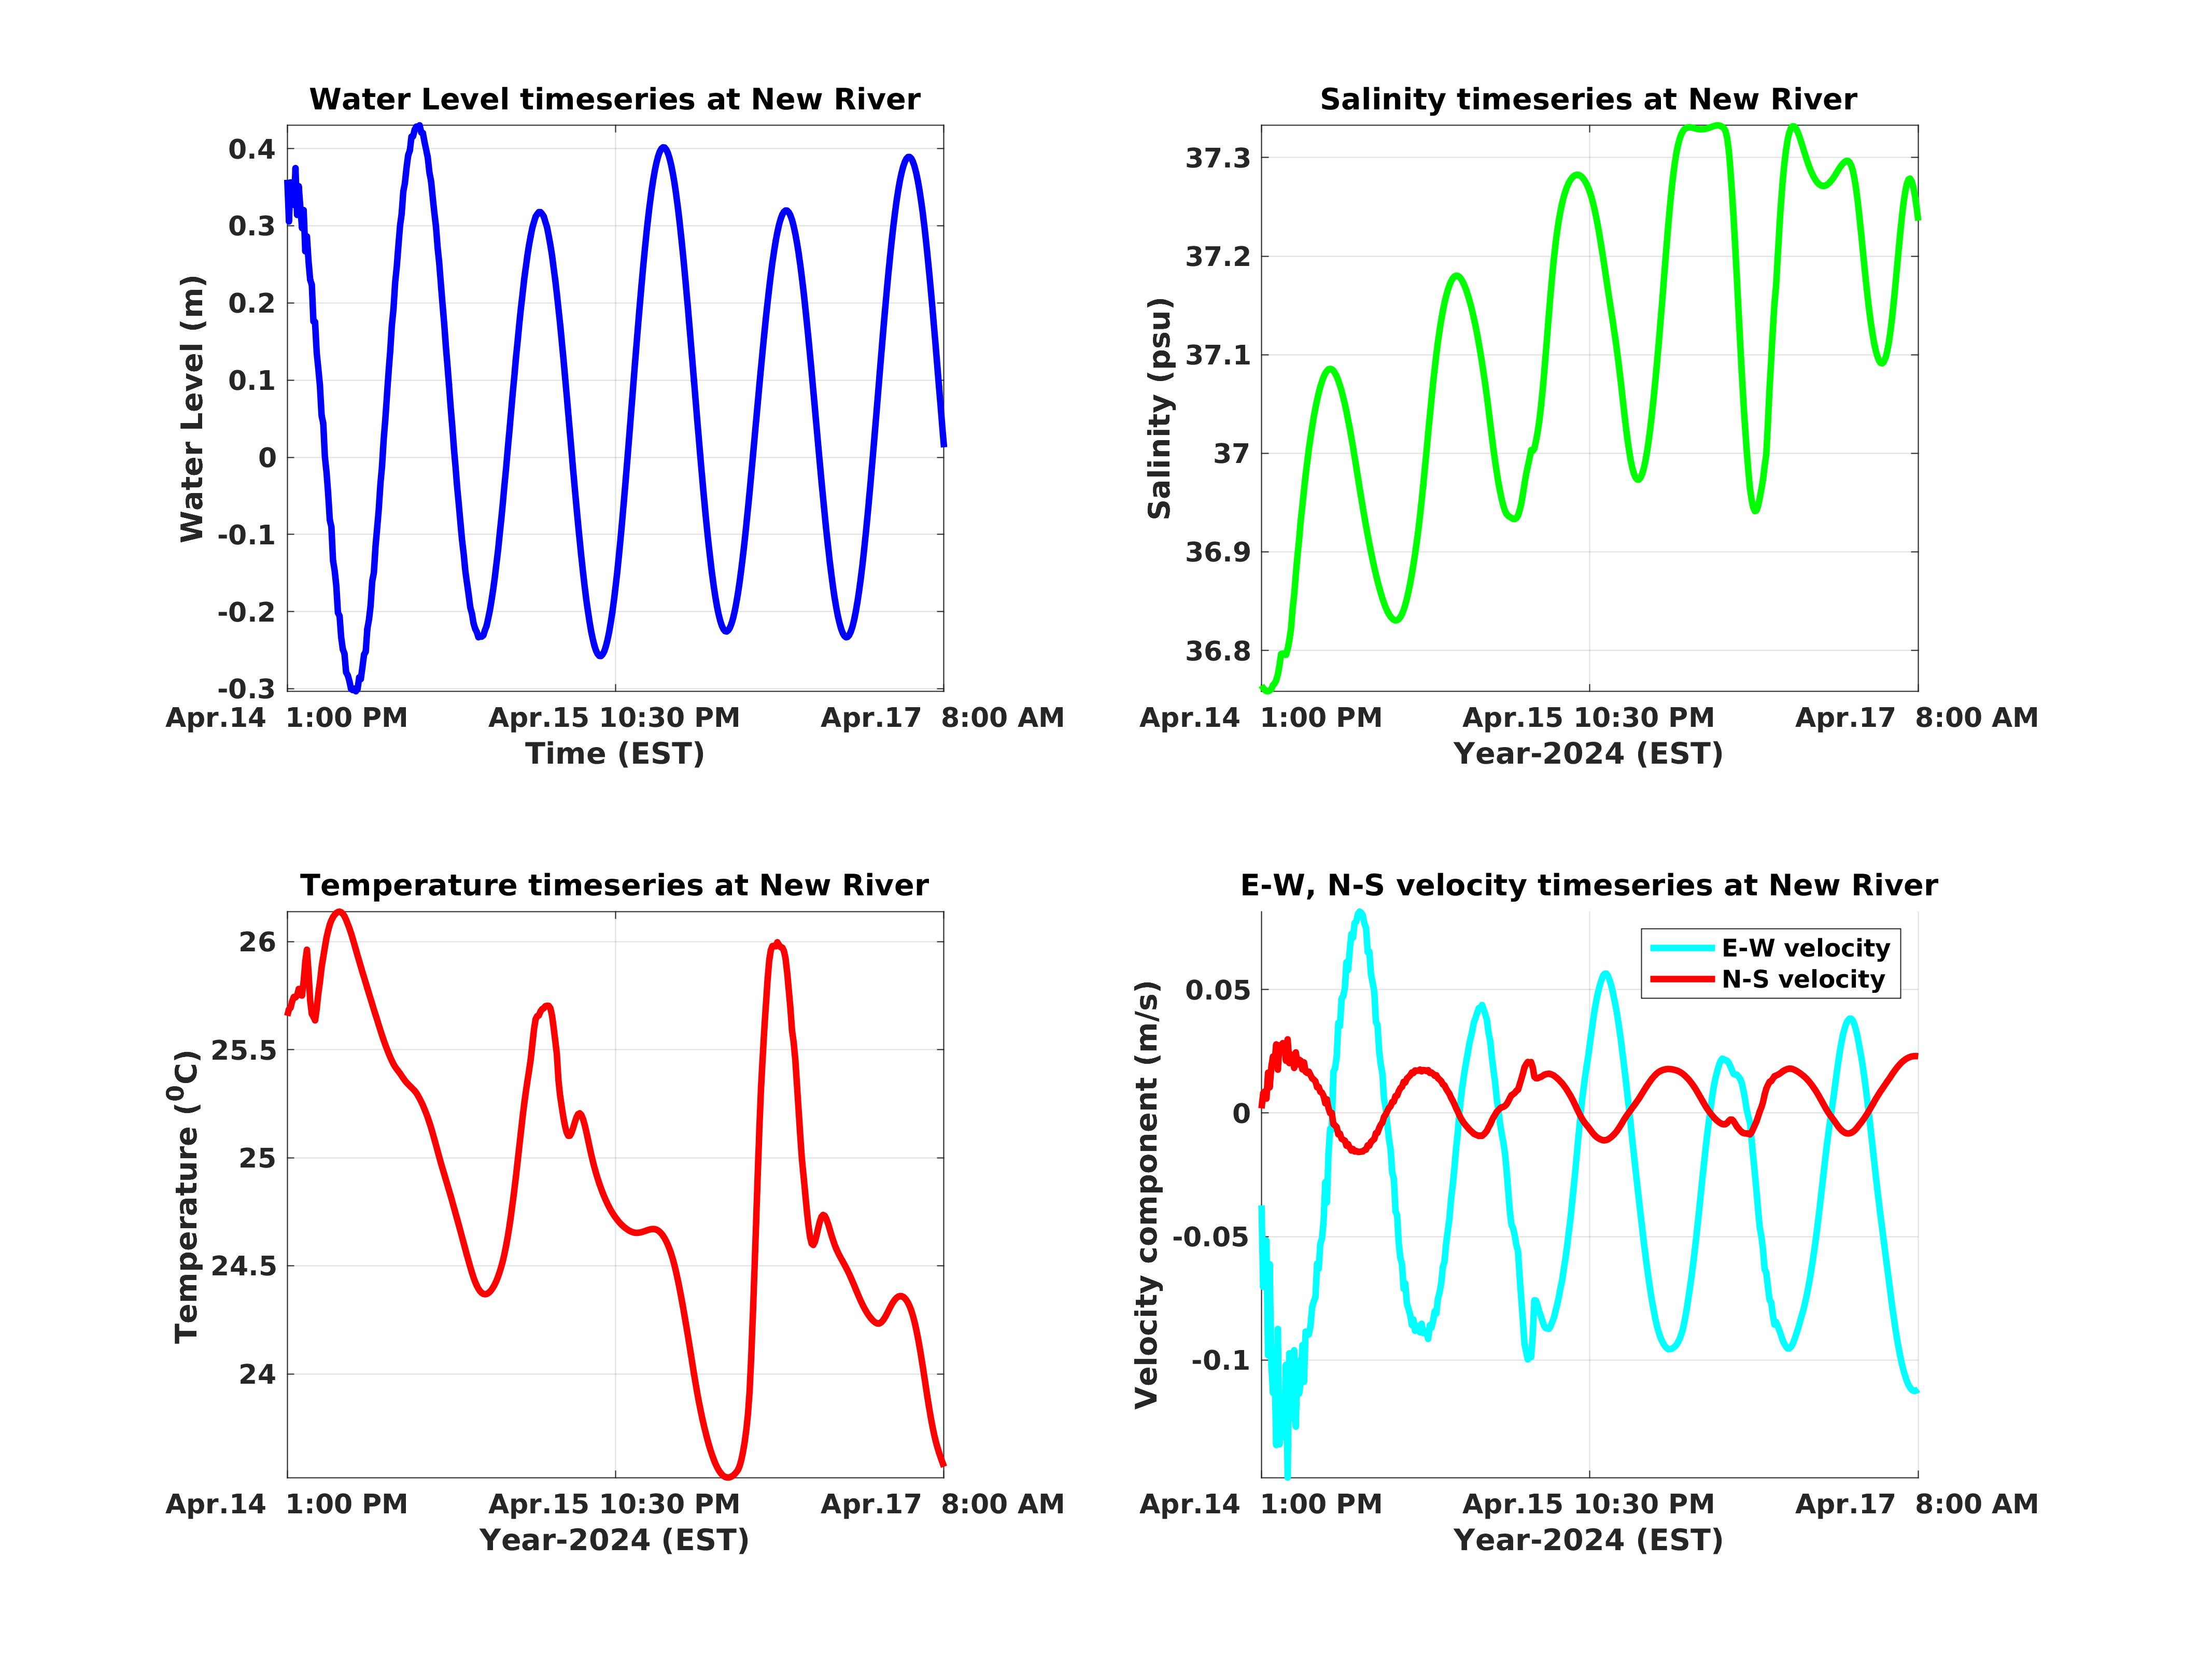 Water Level timeseries at New River
Water Level (m)
0.4
0.3
0.2
0.1
0
-0.1
-0.2
-0.3
Apr.14 1:00 PM
Apr.15 10:30 PM
Apr.17 8:00 AM
Time (EST)
Salinity timeseries at New River
Salinity (psu)
37.3
37.2
37.1
37
36.9
36.8
Apr.14 1:00 PM
Apr.15 10:30 PM
Apr.17 8:00 AM
Year-2024 (EST)
Temperature timeseries at New River
Temperature (⁰C)
26
25.5
25
24.5
24
Apr.14 1:00 PM
Apr.15 10:30 PM
Apr.17 8:00 AM
Year-2024 (EST)
E-W, N-S velocity timeseries at New River
Velocity component (m/s)
0.05
0
-0.05
-0.1
E-W velocity
N-S velocity
Apr.14 1:00 PM
Apr.15 10:30 PM
Apr.17 8:00 AM
Year-2024 (EST)